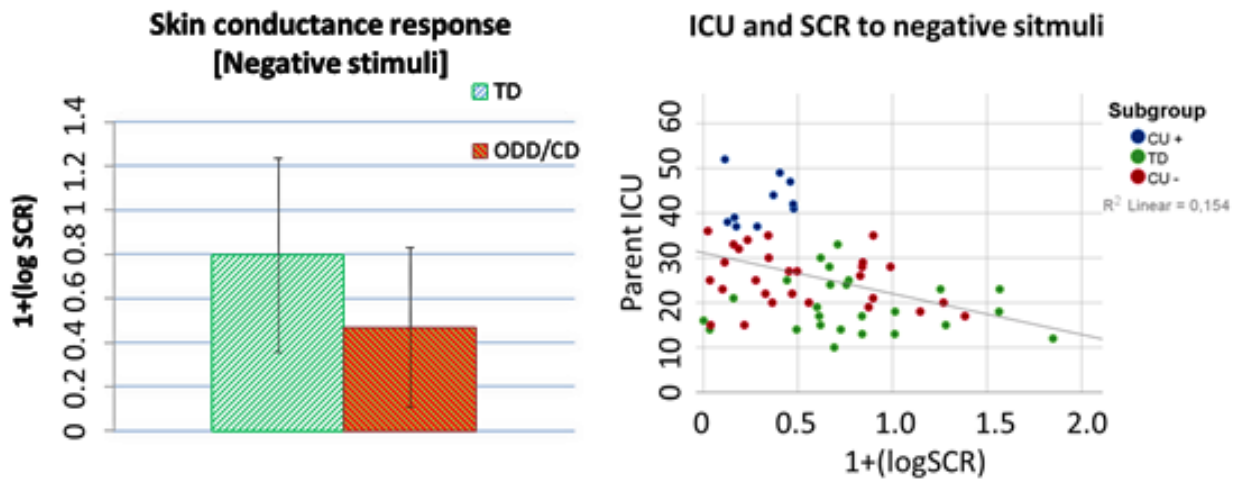 Skin conductance response
[Negative stimuli]
TD
ODD/CD
1+(log SCR)
1.4
1.2
1
0.8
0.6
0.4
0.2
0
ICU and SCR to negative sitmuli
Parent ICU
60
50
40
30
20
10
0
0 0.5 1.0 1.5 2.0
1+(logSCR)
Subgroup
CU +
TD
CU -
R² Linear = 0,154